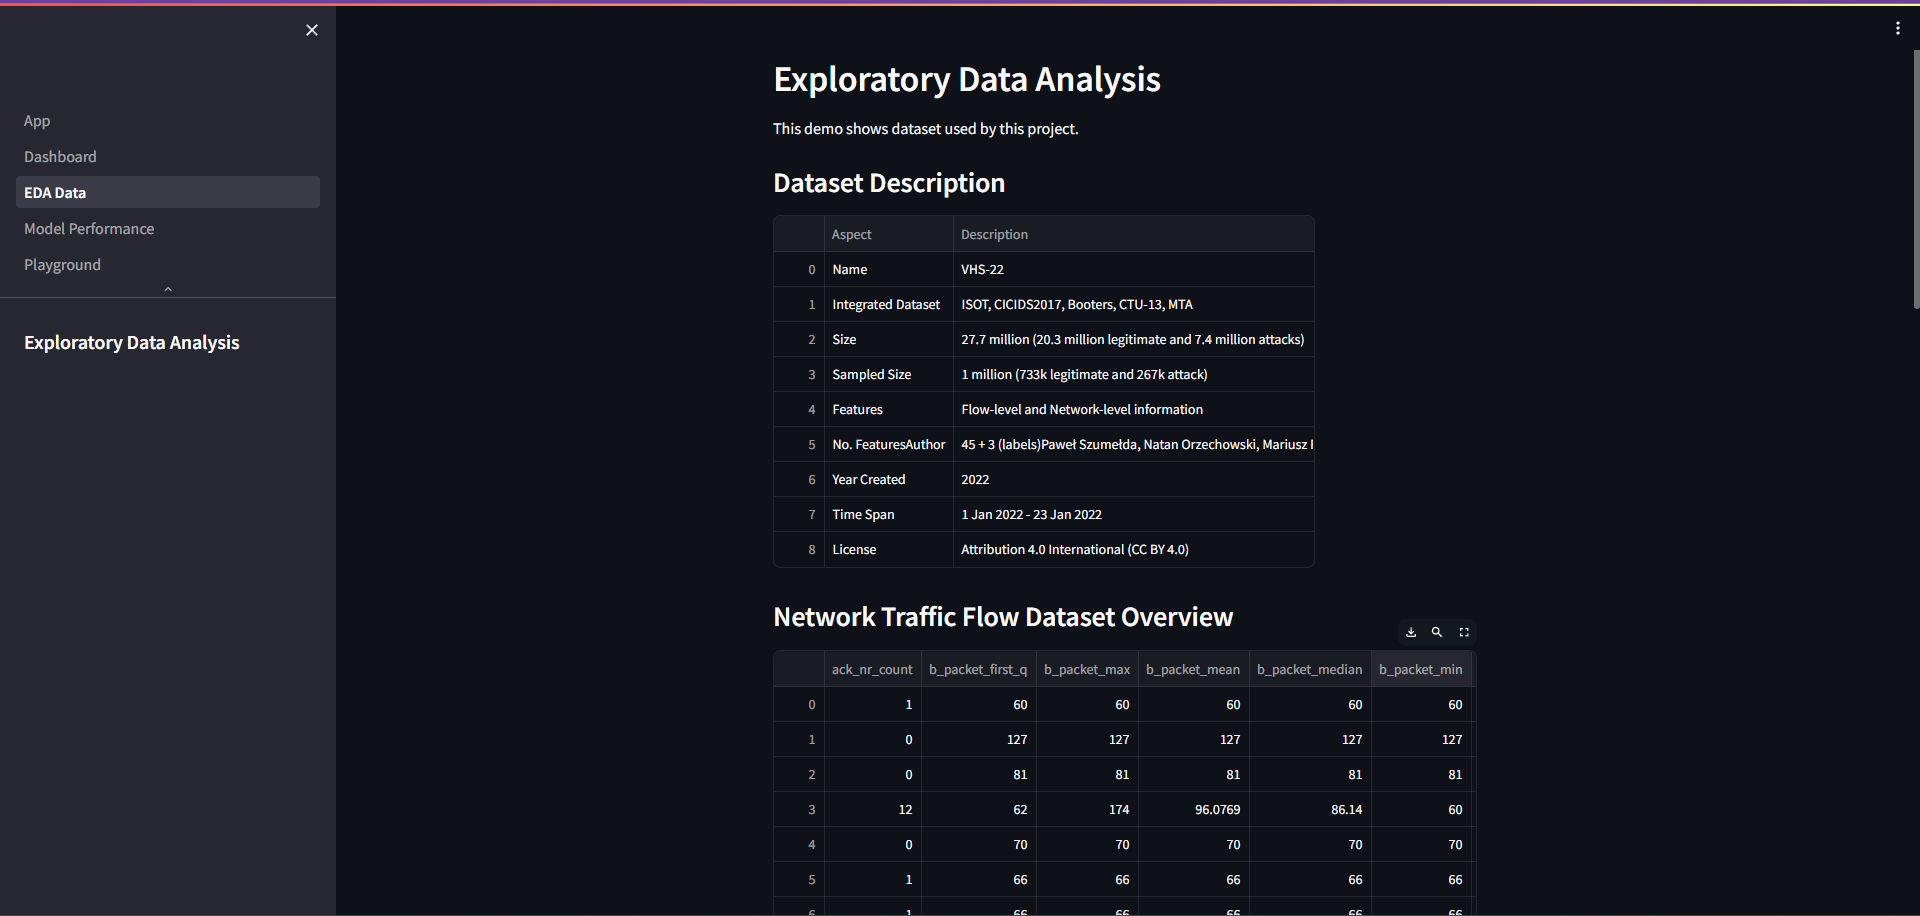 App
Dashboard
EDA Data
Model Performance
Playground
Exploratory Data Analysis
Exploratory Data Analysis
This demo shows dataset used by this project.
Dataset Description
Aspect Description
0 Name VHS-22
1 Integrated Dataset ISOT, CICIDS2017, Booters, CTU-13, MTA
2 Size 27.7 million (20.3 million legitimate and 7.4 million attacks)
3 Sampled Size 1 million (733k legitimate and 267k attack)
4 Features Flow-level and Network-level information
5 No. FeaturesAuthor 45 + 3 (labels)Paweł Szumełda, Natan Orzechowski, Mariusz
6 Year Created 2022
7 Time Span 1 Jan 2022 - 23 Jan 2022
8 License Attribution 4.0 International (CC BY 4.0)
Network Traffic Flow Dataset Overview
ack_nr_count b_packet_first_q b_packet_max b_packet_mean b_packet_median b_packet_min
0 1 60 60 60 60 60
1 0 127 127 127 127 127
2 0 81 81 81 81 81
3 12 62 174 96.0769 86.14 60
4 0 70 70 70 70 70
5 1 66 66 66 66 66
6 1 66 66 66 66 66